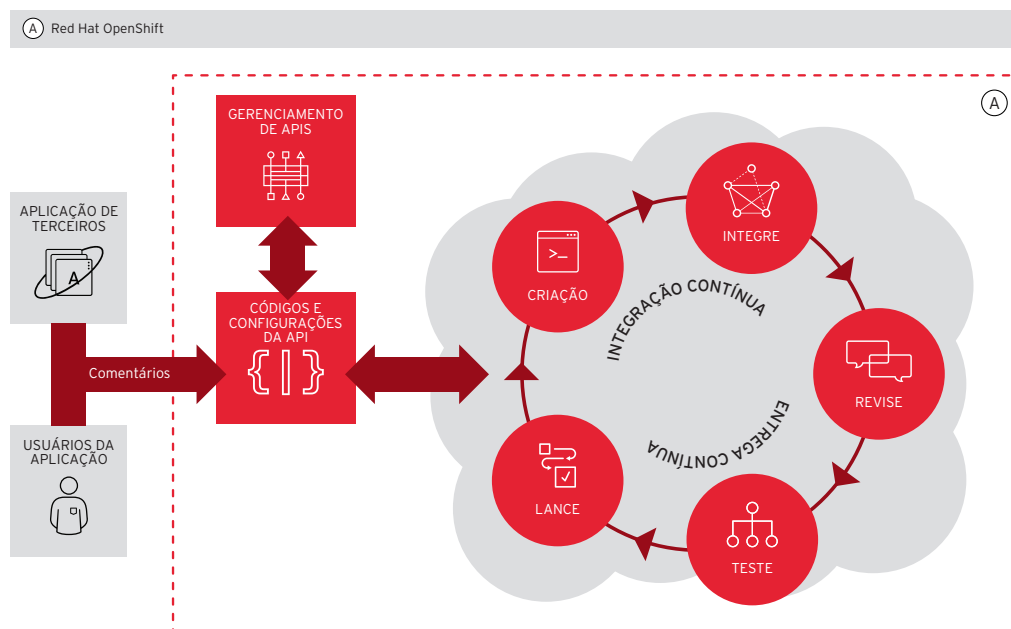 A Red Hat OpenShift
A
GERENCIAMENTO
DE APIS
APLICAÇÃO DE
TERCEIROS
A
CÓDIGOS E
CONFIGURAÇÕES
DA API
{|}
Comentários
USUÁRIOS DA
APLICAÇÃO
CRIAÇÃO
>_
INTEGRE
REVISE
TESTE
LANCE
INTEGRAÇÃO CONTÍNUA
ENTREGA CONTÍNUA